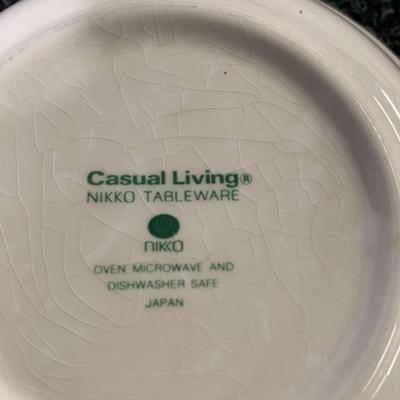 Casual Living®
NIKKO TABLEWARE
NIKKO
OVEN MICROWAVE AND
DISHWASHER SAFE
JAPAN